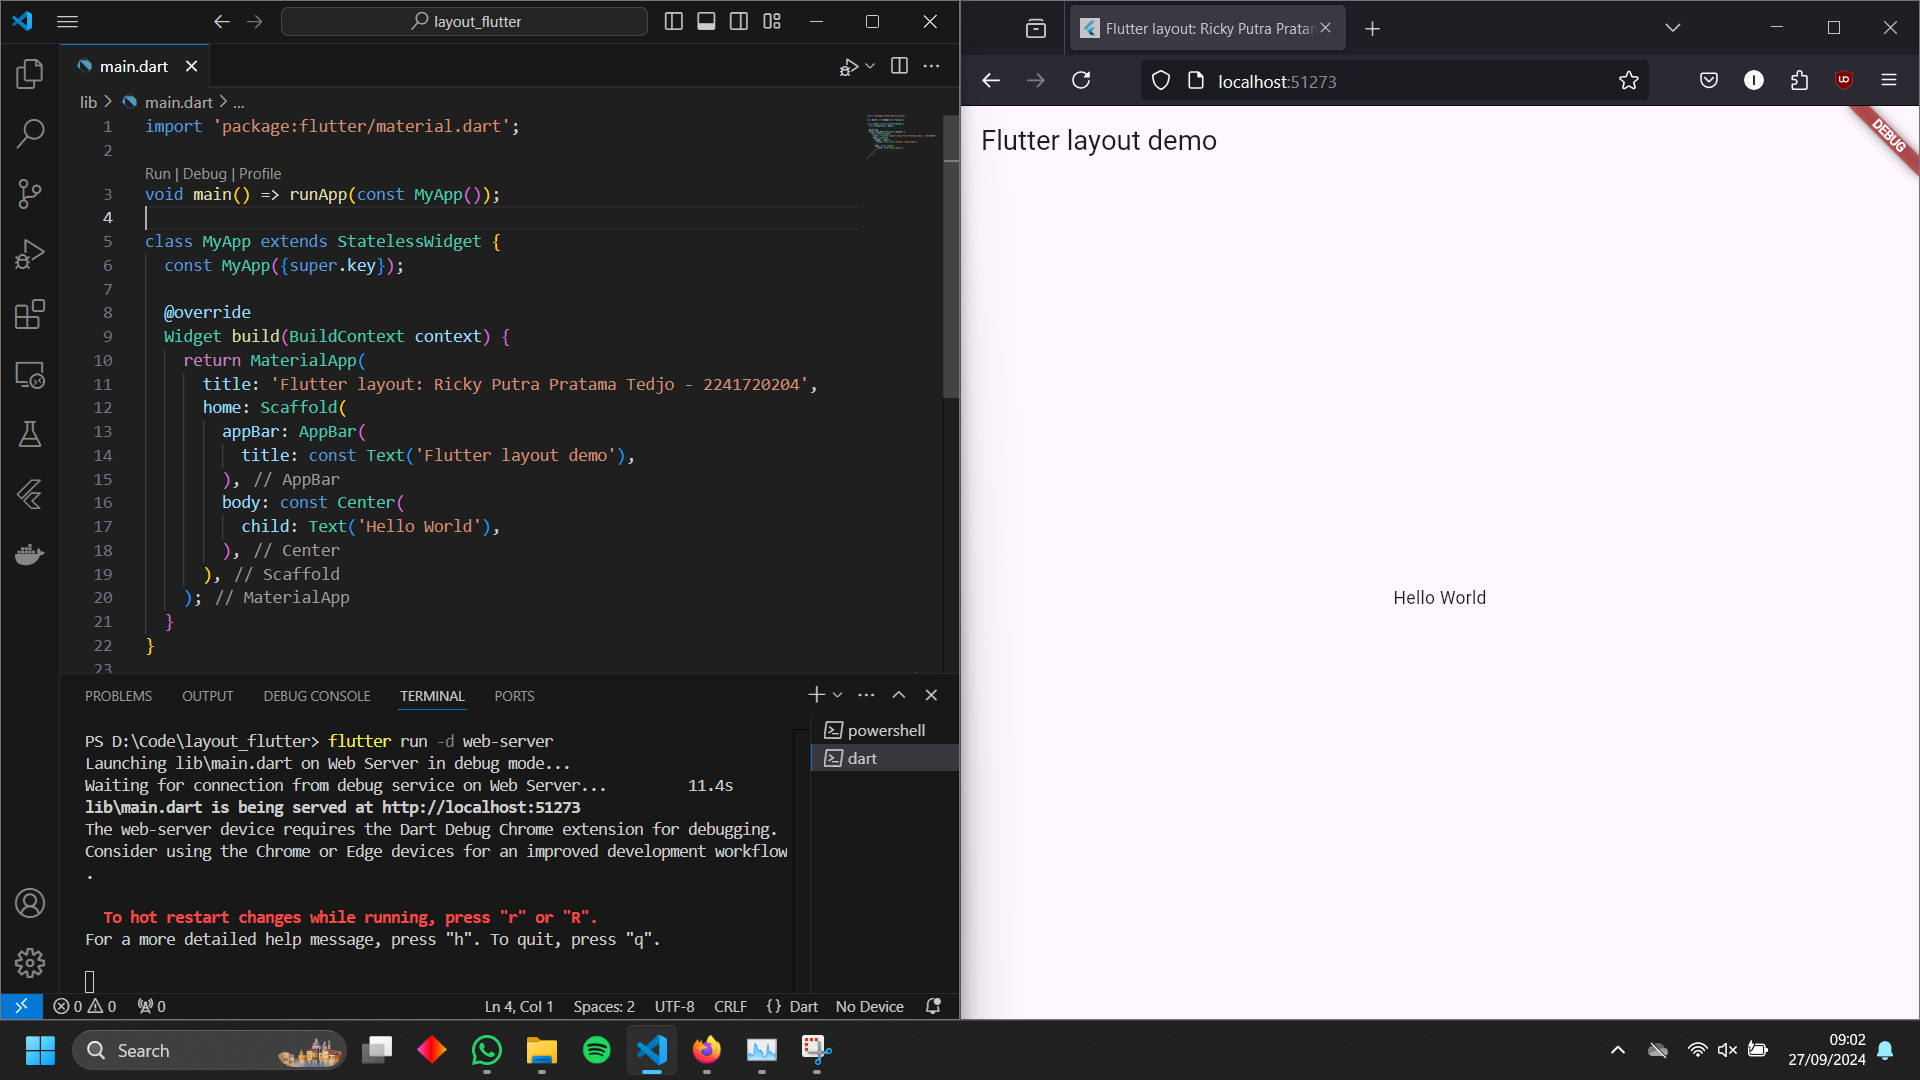 layout_flutter
main.dart
lib > main.dart > ...
1 import 'package:flutter/material.dart';
2
Run | Debug | Profile
3 void main() => runApp(const MyApp());
4
5 class MyApp extends StatelessWidget {
6 const MyApp({super.key});
7
8 @override
9 Widget build(BuildContext context) {
10 return MaterialApp(
11 title: 'Flutter layout: Ricky Putra Pratama Tedjo - 2241720204',
12 home: Scaffold(
13 appBar: AppBar(
14 title: const Text('Flutter layout demo'),
15 ), // AppBar
16 body: const Center(
17 child: Text('Hello World'),
18 ), // Center
19 ), // Scaffold
20 ); // MaterialApp
21 }
22 }
23
PROBLEMS OUTPUT DEBUG CONSOLE TERMINAL PORTS
PS D:\Code\layout_flutter> flutter run -d web-server
Launching lib\main.dart on Web Server in debug mode...
Waiting for connection from debug service on Web Server... 11.4s
lib\main.dart is being served at http://localhost:51273
The web-server device requires the Dart Debug Chrome extension for debugging.
Consider using the Chrome or Edge devices for an improved development workflow
.
To hot restart changes while running, press "r" or "R".
For a more detailed help message, press "h". To quit, press "q".
powershell
dart
0 0 0 Ln 4, Col 1 Spaces: 2 UTF-8 CRLF {} Dart No Device
Flutter layout: Ricky Putra Pratam
localhost:51273
Flutter layout demo
DEBUG
Hello World
Search
09:02
27/09/2024